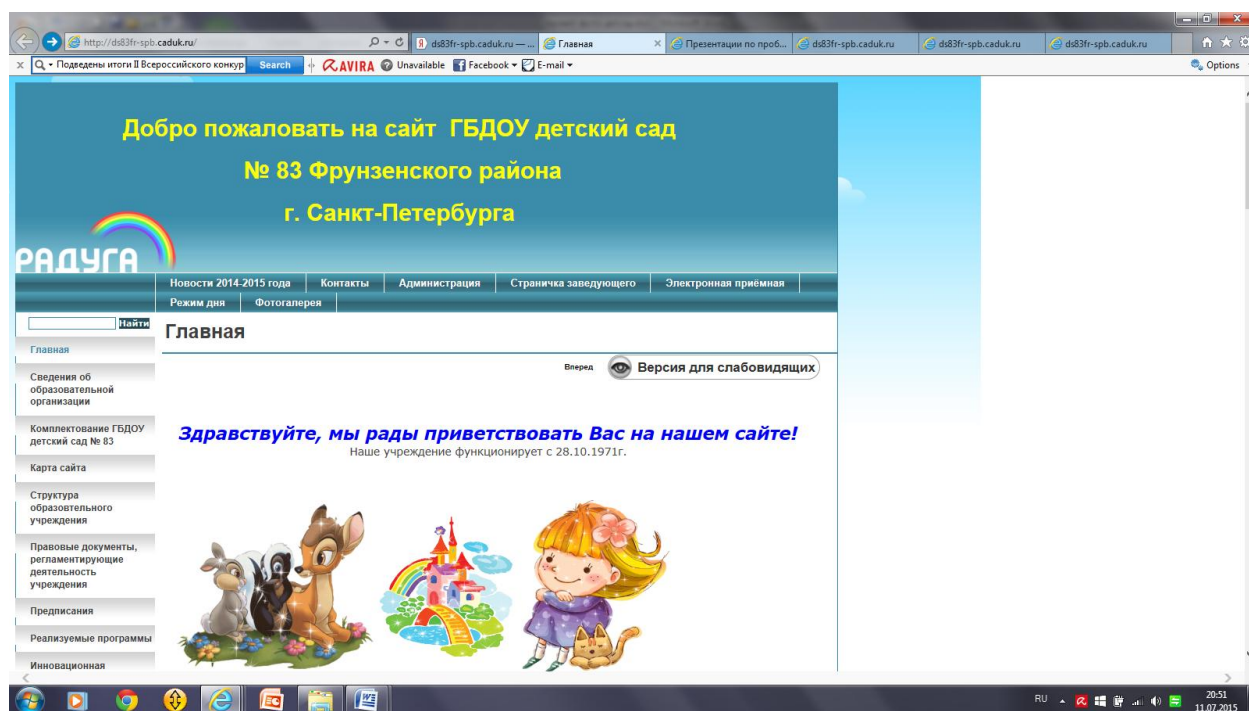 http://ds83fr-spb.caduk.ru/
ds83fr-spb.caduk.ru — ...
Главная
Презентации по проб...
ds83fr-spb.caduk.ru
ds83fr-spb.caduk.ru
ds83fr-spb.caduk.ru
Подведены итоги II Всероссийского конкур
Search
AVIRA
Unavailable
Facebook
E-mail
Options
Добро пожаловать на сайт ГБДОУ детский сад
№ 83 Фрунзенского района
г. Санкт-Петербурга
РАДУГА
Новости 2014-2015 года
Контакты
Администрация
Страничка заведующего
Электронная приёмная
Режим дня
Фотогалерея
Найти
Главная
Вперед
Версия для слабовидящих
Здравствуйте, мы рады приветствовать Вас на нашем сайте!
Наше учреждение функционирует с 28.10.1971г.
Главная
Сведения об
образовательной
организации
Комплектование ГБДОУ
детский сад № 83
Карта сайта
Структура
образовтельного
учреждения
Правовые документы,
регламентирующие
деятельность
учреждения
Предписания
Реализуемые программы
Инновационная
RU
20:51
11.07.2015